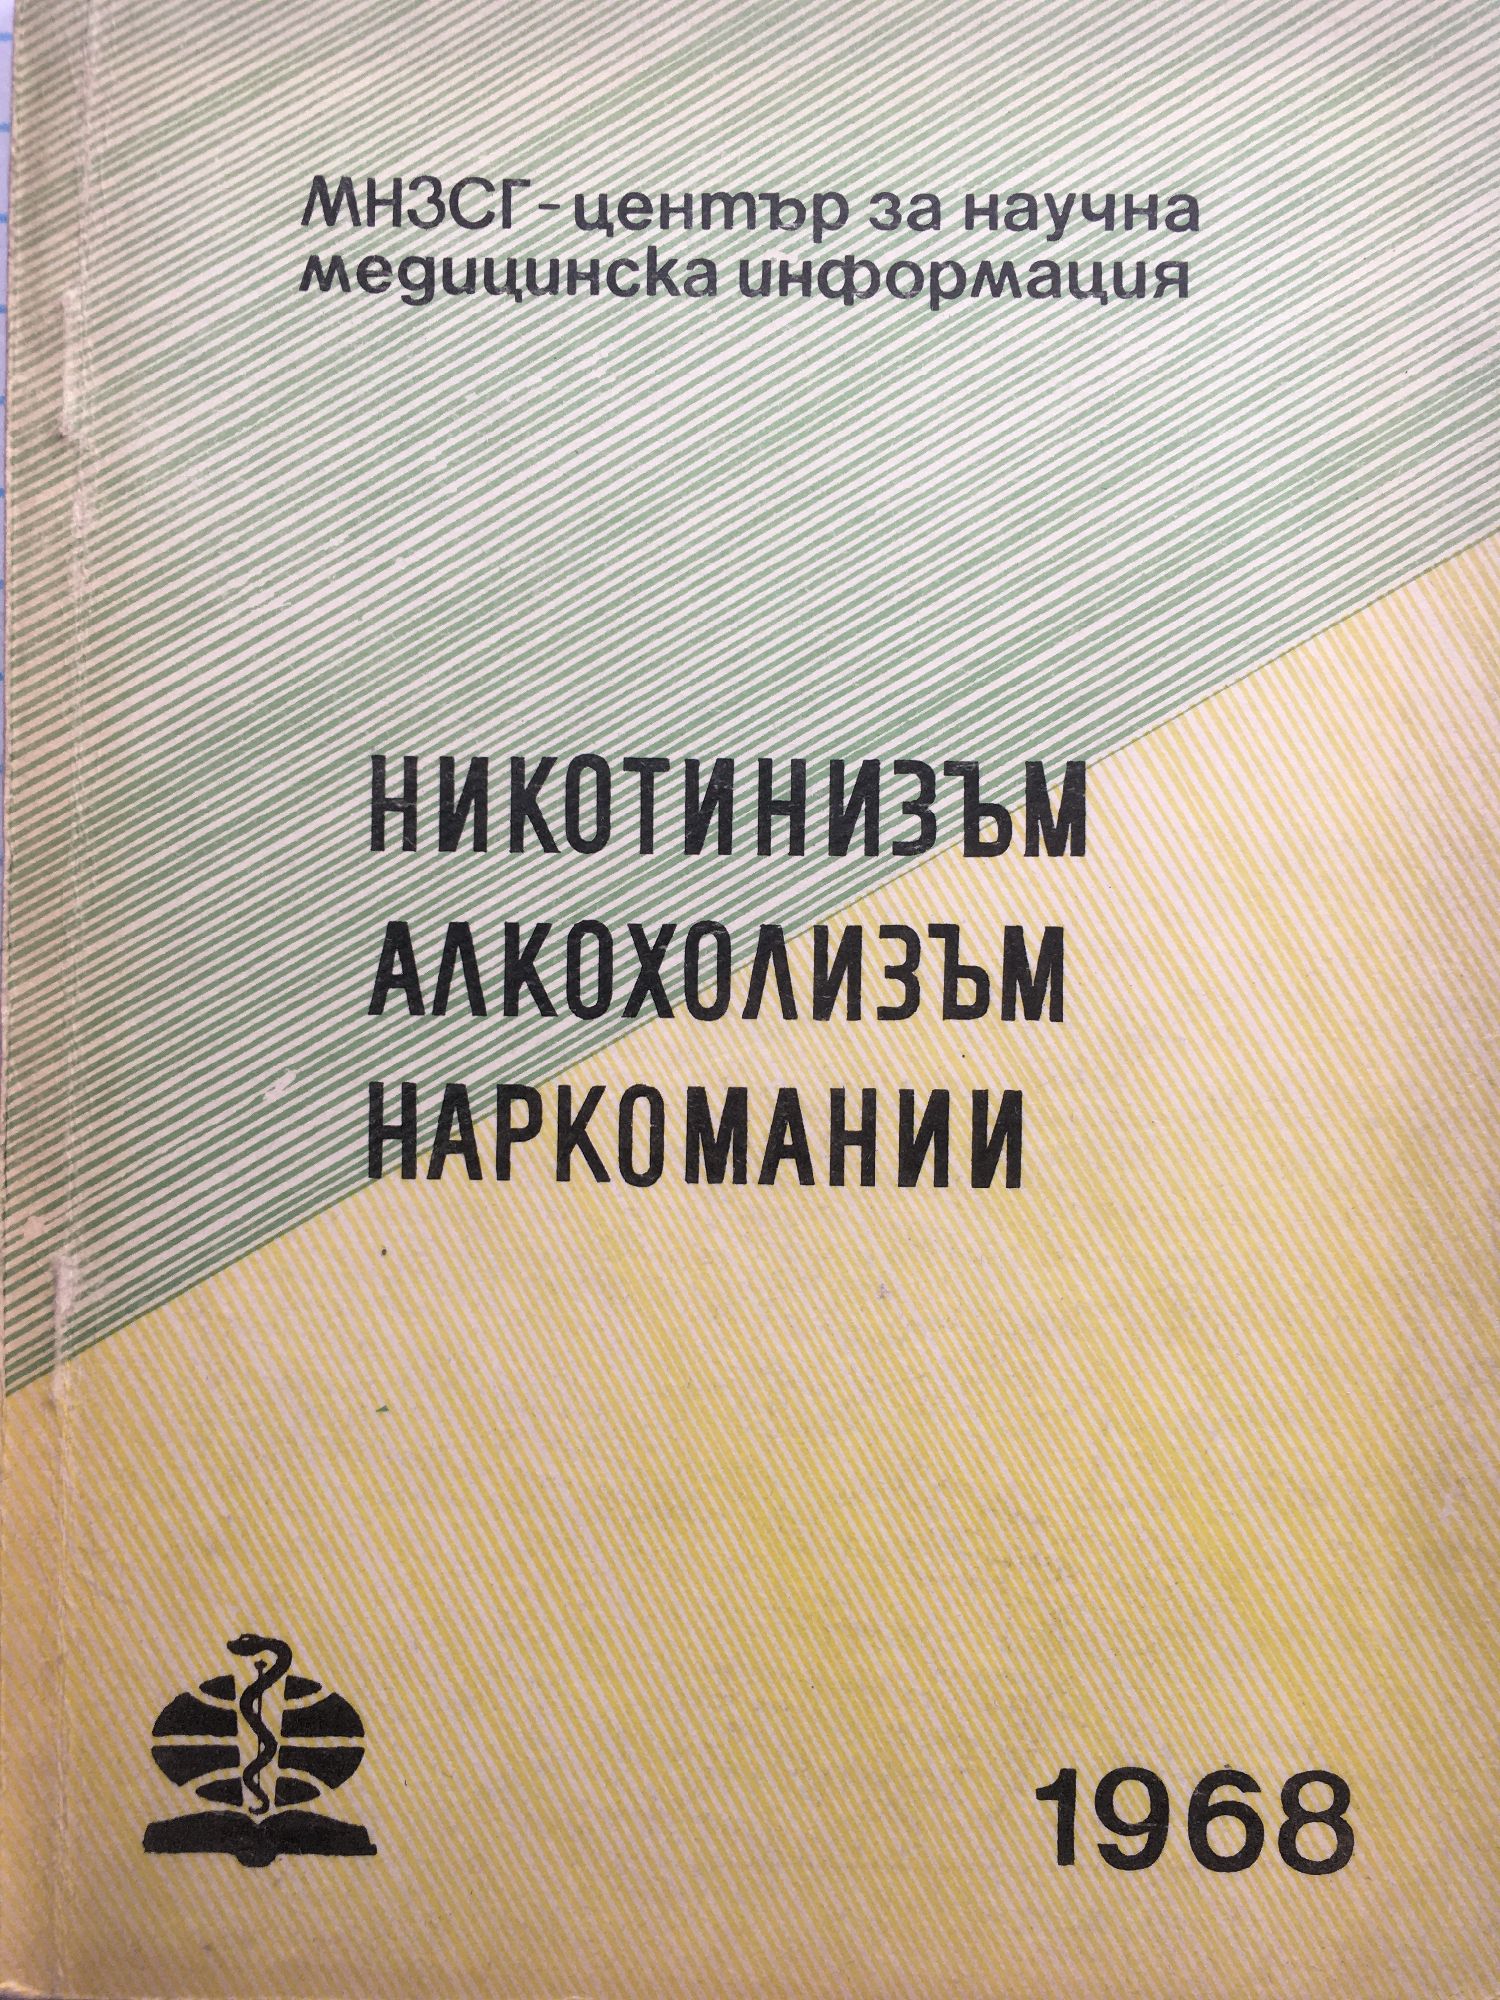 МНЗСГ-център за научна
медицинска информация
НИКОТИНИЗЪМ
АЛКОХОЛИЗЪМ
НАРКОМАНИИ
1968